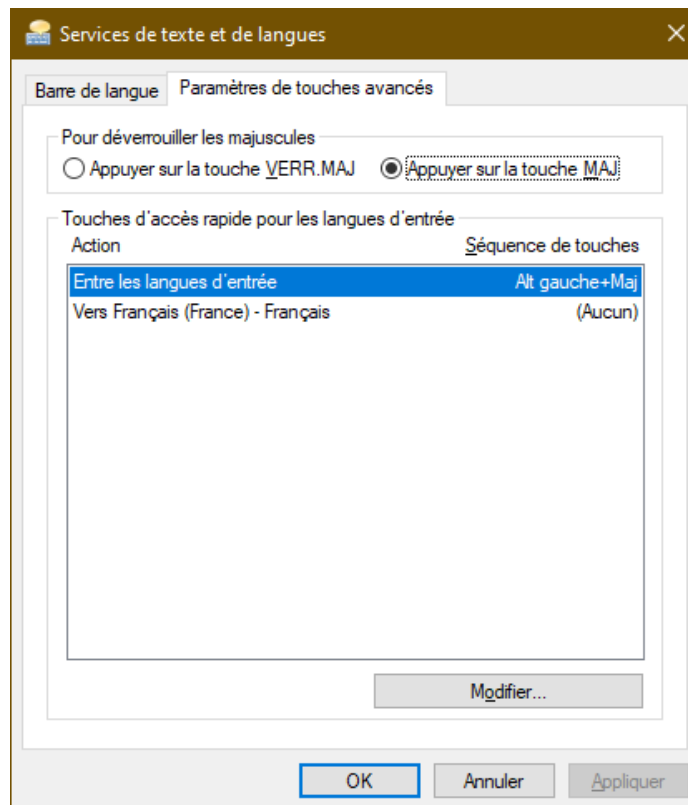 Services de texte et de langues
Barre de langue Paramètres de touches avancés
Pour déverrouiller les majuscules
Appuyer sur la touche VERR.MAJ Appuyer sur la touche MAJ
Touches d'accès rapide pour les langues d'entrée
Action Séquence de touches
Entre les langues d'entrée Alt gauche+Maj
Vers Français (France) - Français (Aucun)
Modifier...
OK Annuler Appliquer